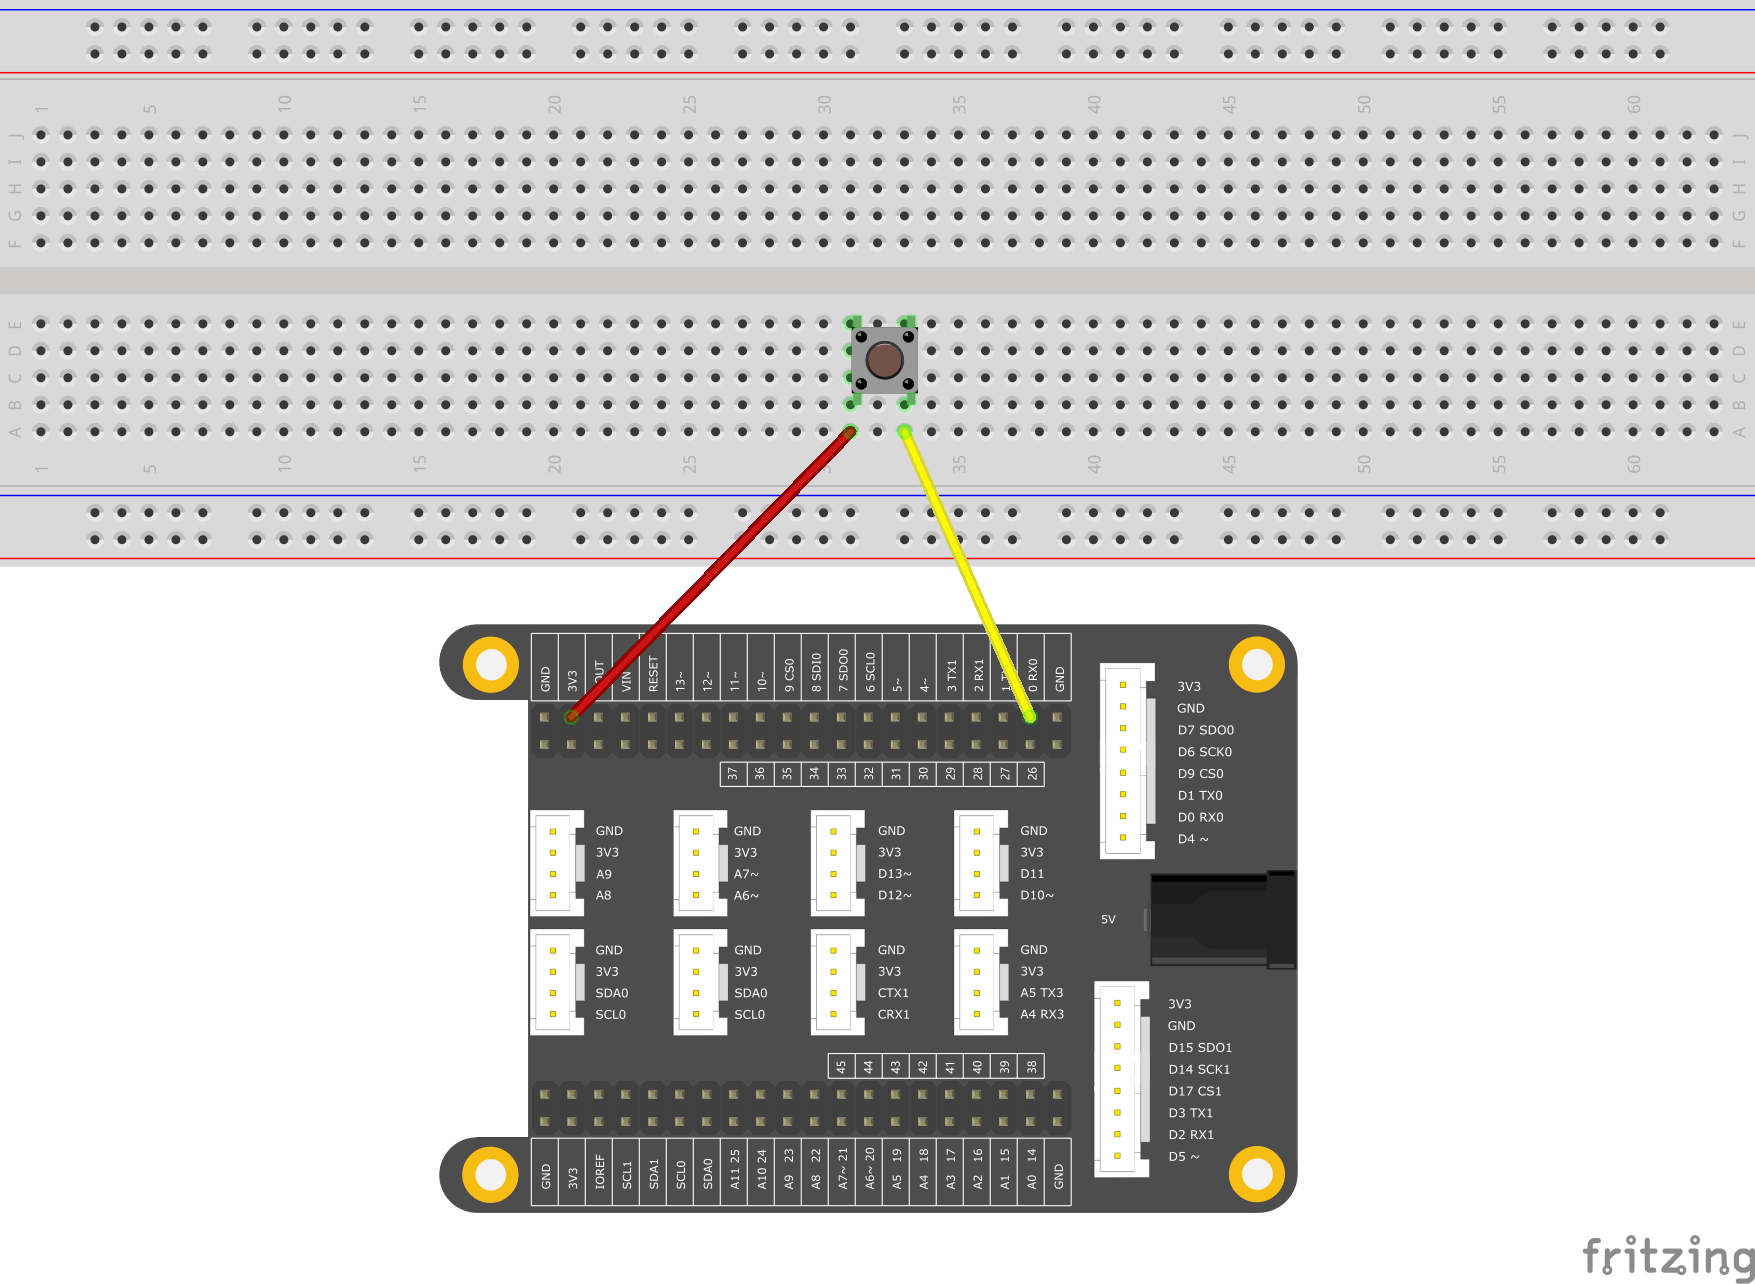 1 5 10 15 20 25 30 35 40 45 50 55 60
J J
I I
H H
G G
F F
E E
D D
C C
B B
A A
1 5 10 15 20 25 35 40 45 50 55 60
GND 3V3 OUT VIN RESET 13~ 12~ 11~ 10~ 9 CS0 8 SDI0 7 SDO0 6 SCL0 5~ 4~ 3 TX1 2 RX1 1 0 RX0 GND
37 36 35 34 33 32 31 30 29 28 27 26
3V3
GND
D7 SDO0
D6 SCK0
D9 CS0
D1 TX0
D0 RX0
D4 ~
GND GND GND GND
3V3 3V3 3V3 3V3
A9 A7~ D13~ D11
A8 A6~ D12~ D10~
5V
GND GND GND GND
3V3 3V3 3V3 3V3
SDA0 SDA0 CTX1 A5 TX3
SCL0 SCL0 CRX1 A4 RX3
3V3
GND
D15 SDO1
D14 SCK1
D17 CS1
D3 TX1
D2 RX1
D5 ~
45 44 43 42 41 40 39 38
GND 3V3 IOREF SCL1 SDA1 SCL0 SDA0 A11 25 A10 24 A9 23 A8 22 A7~ 21 A6~ 20 A5 19 A4 18 A3 17 A2 16 A1 15 A0 14 GND
fritzing